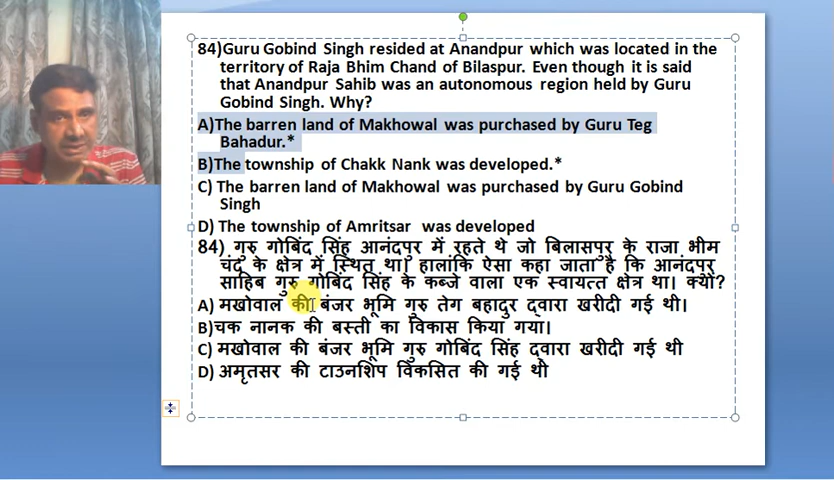 84)Guru Gobind Singh resided at Anandpur which was located in the
territory of Raja Bhim Chand of Bilaspur. Even though it is said
that Anandpur Sahib was an autonomous region held by Guru
Gobind Singh. Why?
A)The barren land of Makhowal was purchased by Guru Teg
Bahadur.*
B)The township of Chakk Nank was developed.*
C) The barren land of Makhowal was purchased by Guru Gobind
Singh
D) The township of Amritsar was developed
84) गुरु गोबिंद सिंह आनंदपुर में रहते थे जो बिलासपुर के राजा भीम
चंद के क्षेत्र में स्थित था। हालांकि ऐसा कहा जाता है कि आनंदपुर
साहिब गुरु गोबिंद सिंह के कब्जे वाला एक स्वायत्त क्षेत्र था। क्यों?
A) मखोवाल की बंजर भूमि गुरु तेग बहादुर द्वारा खरीदी गई थी।
B)चक नानक की बस्ती का विकास किया गया।
C) मखोवाल की बंजर भूमि गुरु गोबिंद सिंह द्वारा खरीदी गई थी
D) अमृतसर की टाउनशिप विकसित की गई थी